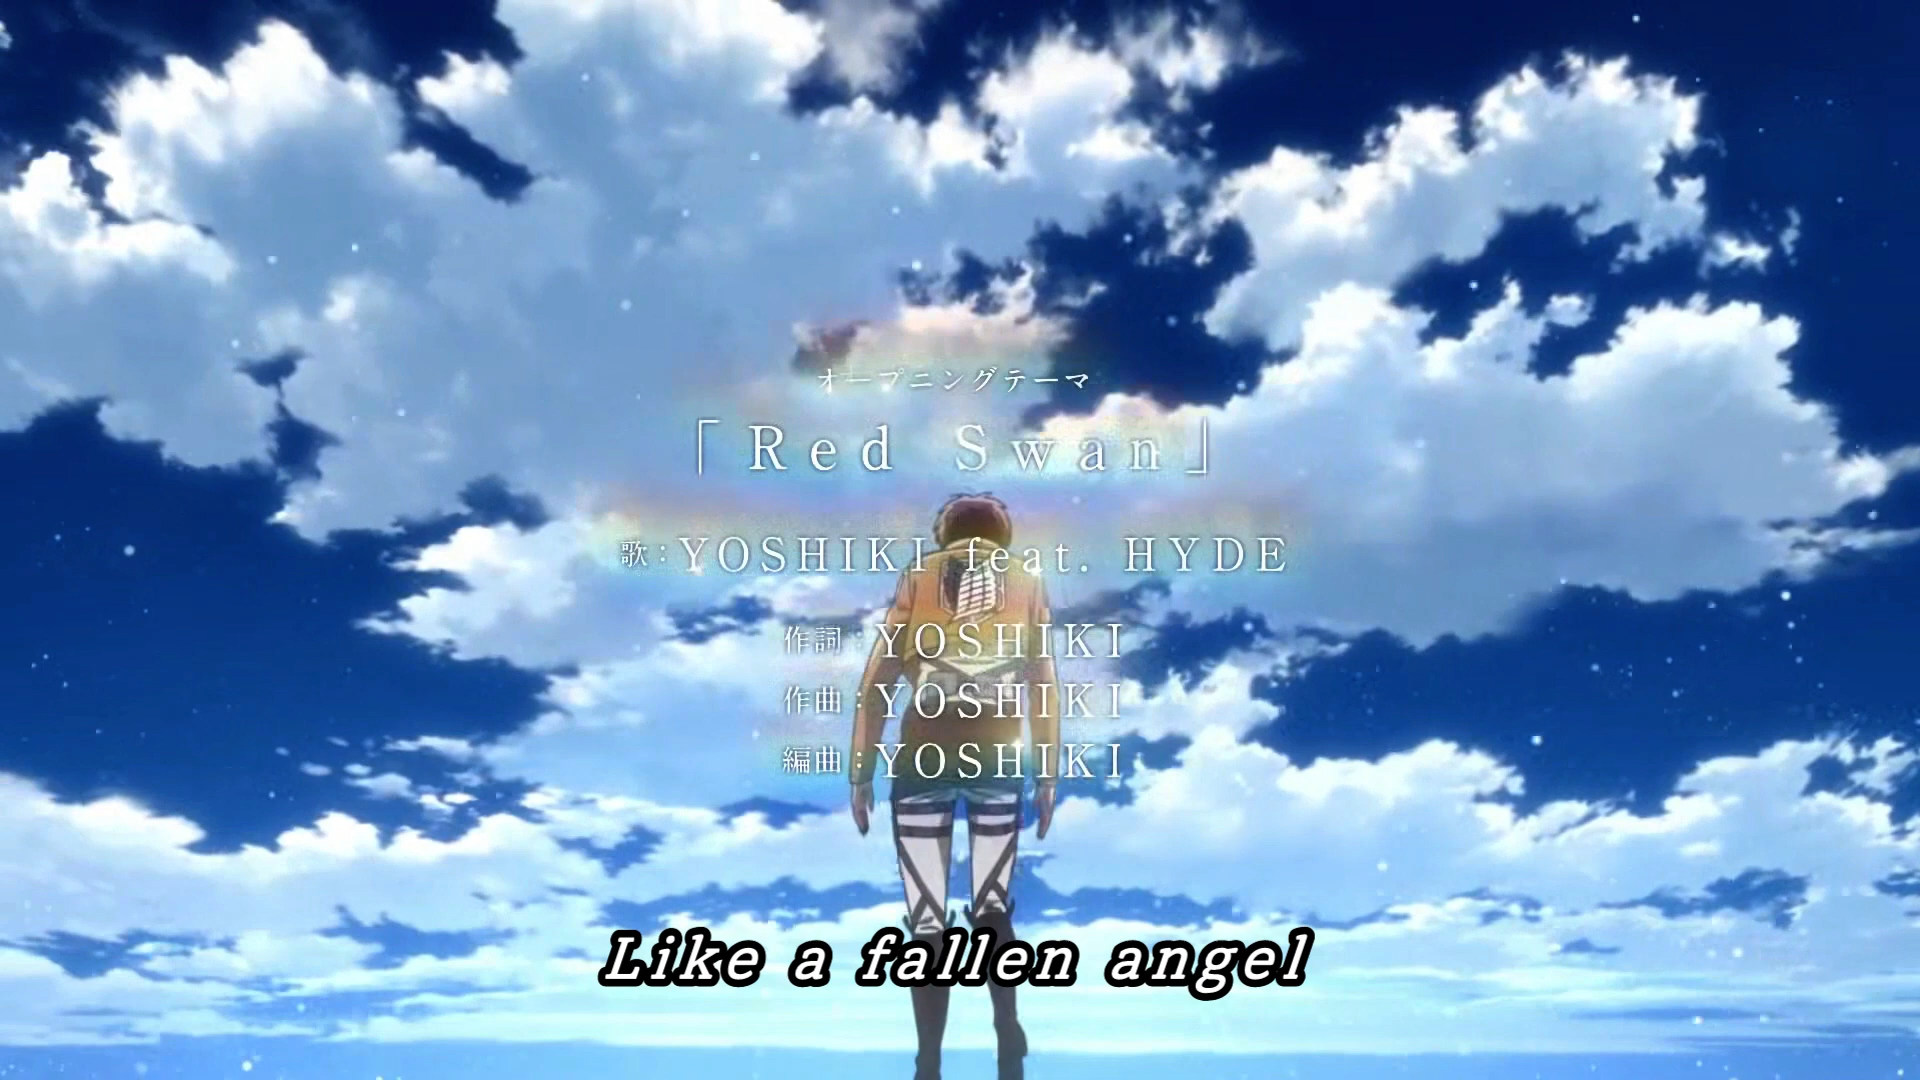 オープニングテーマ
「Red Swan」
歌：YOSHIKI feat. HYDE
作詞：YOSHIKI
作曲：YOSHIKI
編曲：YOSHIKI
Like a fallen angel